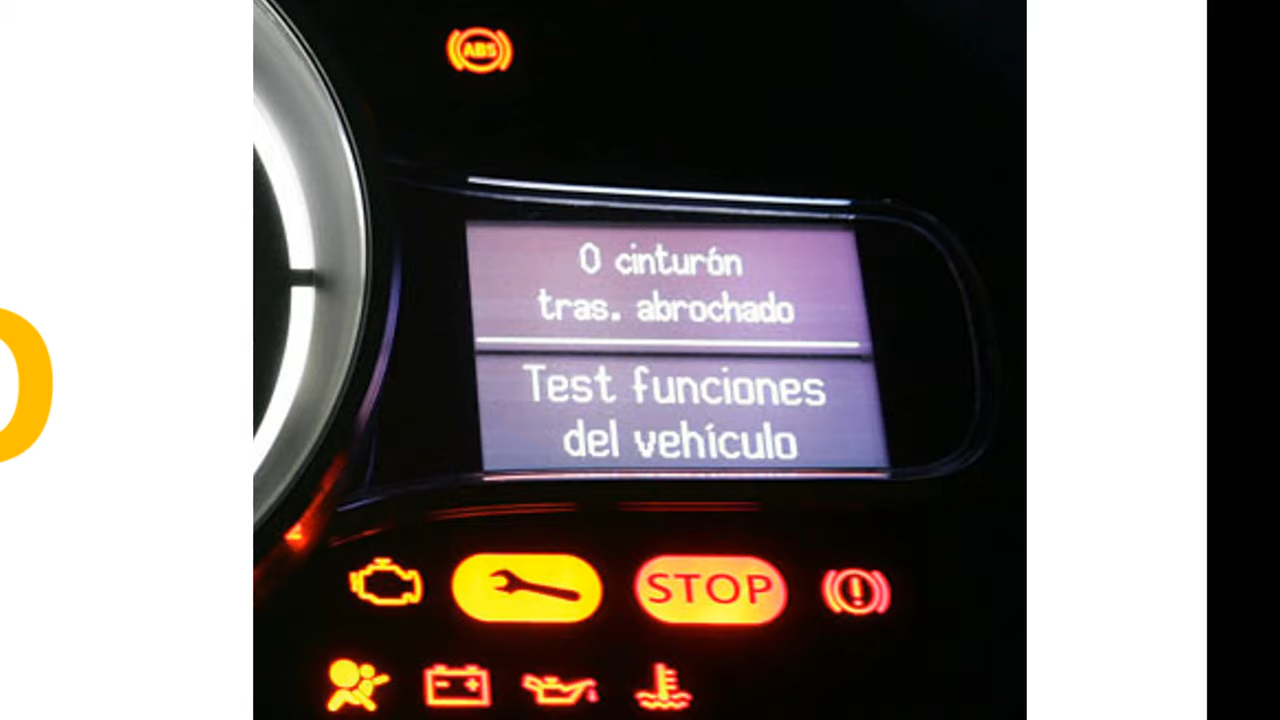 ABS
0 cinturón
tras. abrochado
Test funciones
del vehículo
STOP